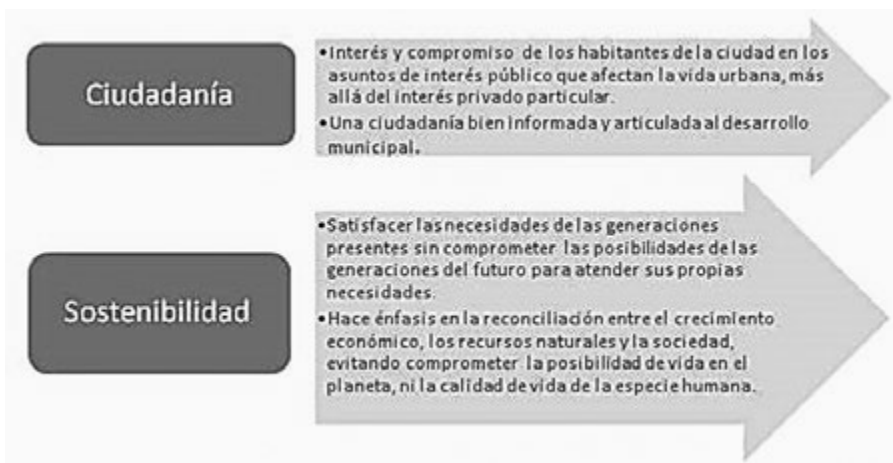 Ciudadanía
•Interés y compromiso de los habitantes de la ciudad en los
asuntos de interés público que afectan la vida urbana, más
allá del interés privado particular.
•Una ciudadanía bien informada y articulada al desarrollo
municipal.
Sostenibilidad
•Satisfacer las necesidades de las generaciones
presentes sin comprometer las posibilidades de las
generaciones del futuro para atender sus propias
necesidades.
•Hace énfasis en la reconciliación entre el crecimiento
económico, los recursos naturales y la sociedad,
evitando comprometer la posibilidad de vida en el
planeta, ni la calidad de vida de la especie humana.